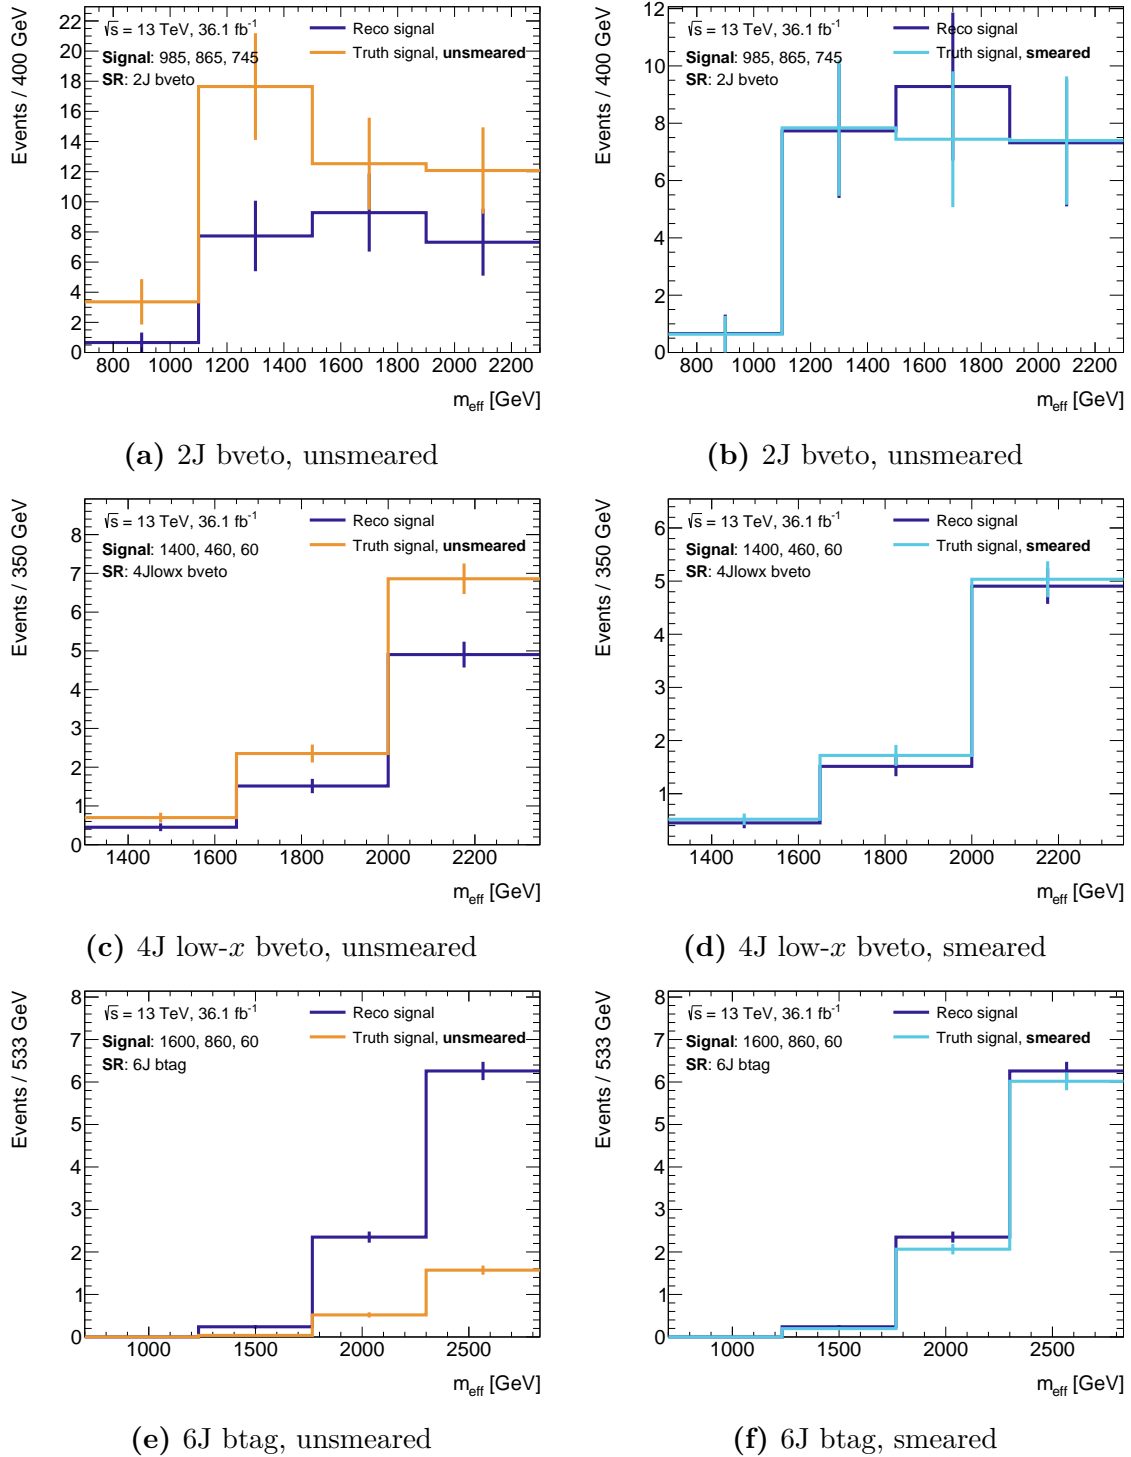 Events / 400 GeV
22
20
18
16
14
12
10
8
6
4
2
0
√s = 13 TeV, 36.1 fb⁻¹
Signal: 985, 865, 745
SR: 2J bveto
Reco signal
Truth signal, unsmeared
800 1000 1200 1400 1600 1800 2000 2200
m_eff [GeV]
(a) 2J bveto, unsmeared
Events / 400 GeV
12
10
8
6
4
2
0
√s = 13 TeV, 36.1 fb⁻¹
Signal: 985, 865, 745
SR: 2J bveto
Reco signal
Truth signal, smeared
800 1000 1200 1400 1600 1800 2000 2200
m_eff [GeV]
(b) 2J bveto, unsmeared
Events / 350 GeV
8
7
6
5
4
3
2
1
0
√s = 13 TeV, 36.1 fb⁻¹
Signal: 1400, 460, 60
SR: 4Jlowx bveto
Reco signal
Truth signal, unsmeared
1400 1600 1800 2000 2200
m_eff [GeV]
(c) 4J low-x bveto, unsmeared
Events / 350 GeV
6
5
4
3
2
1
√s = 13 TeV, 36.1 fb⁻¹
Signal: 1400, 460, 60
SR: 4Jlowx bveto
Reco signal
Truth signal, smeared
1400 1600 1800 2000 2200
m_eff [GeV]
(d) 4J low-x bveto, smeared
Events / 533 GeV
8
7
6
5
4
3
2
1
0
√s = 13 TeV, 36.1 fb⁻¹
Signal: 1600, 860, 60
SR: 6J btag
Reco signal
Truth signal, unsmeared
1000 1500 2000 2500
m_eff [GeV]
(e) 6J btag, unsmeared
Events / 533 GeV
8
7
6
5
4
3
2
1
0
√s = 13 TeV, 36.1 fb⁻¹
Signal: 1600, 860, 60
SR: 6J btag
Reco signal
Truth signal, smeared
1000 1500 2000 2500
m_eff [GeV]
(f) 6J btag, smeared